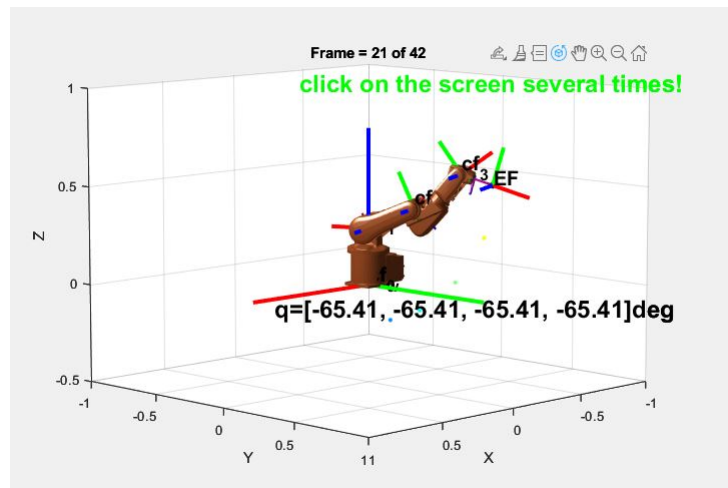 Frame = 21 of 42
click on the screen several times!
1
0.5
0
-0.5
Z
cf
3 EF
cf
q=[-65.41, -65.41, -65.41, -65.41]deg
-1
-0.5
0
0.5
11
0.5
0
-0.5
-1
Y
X